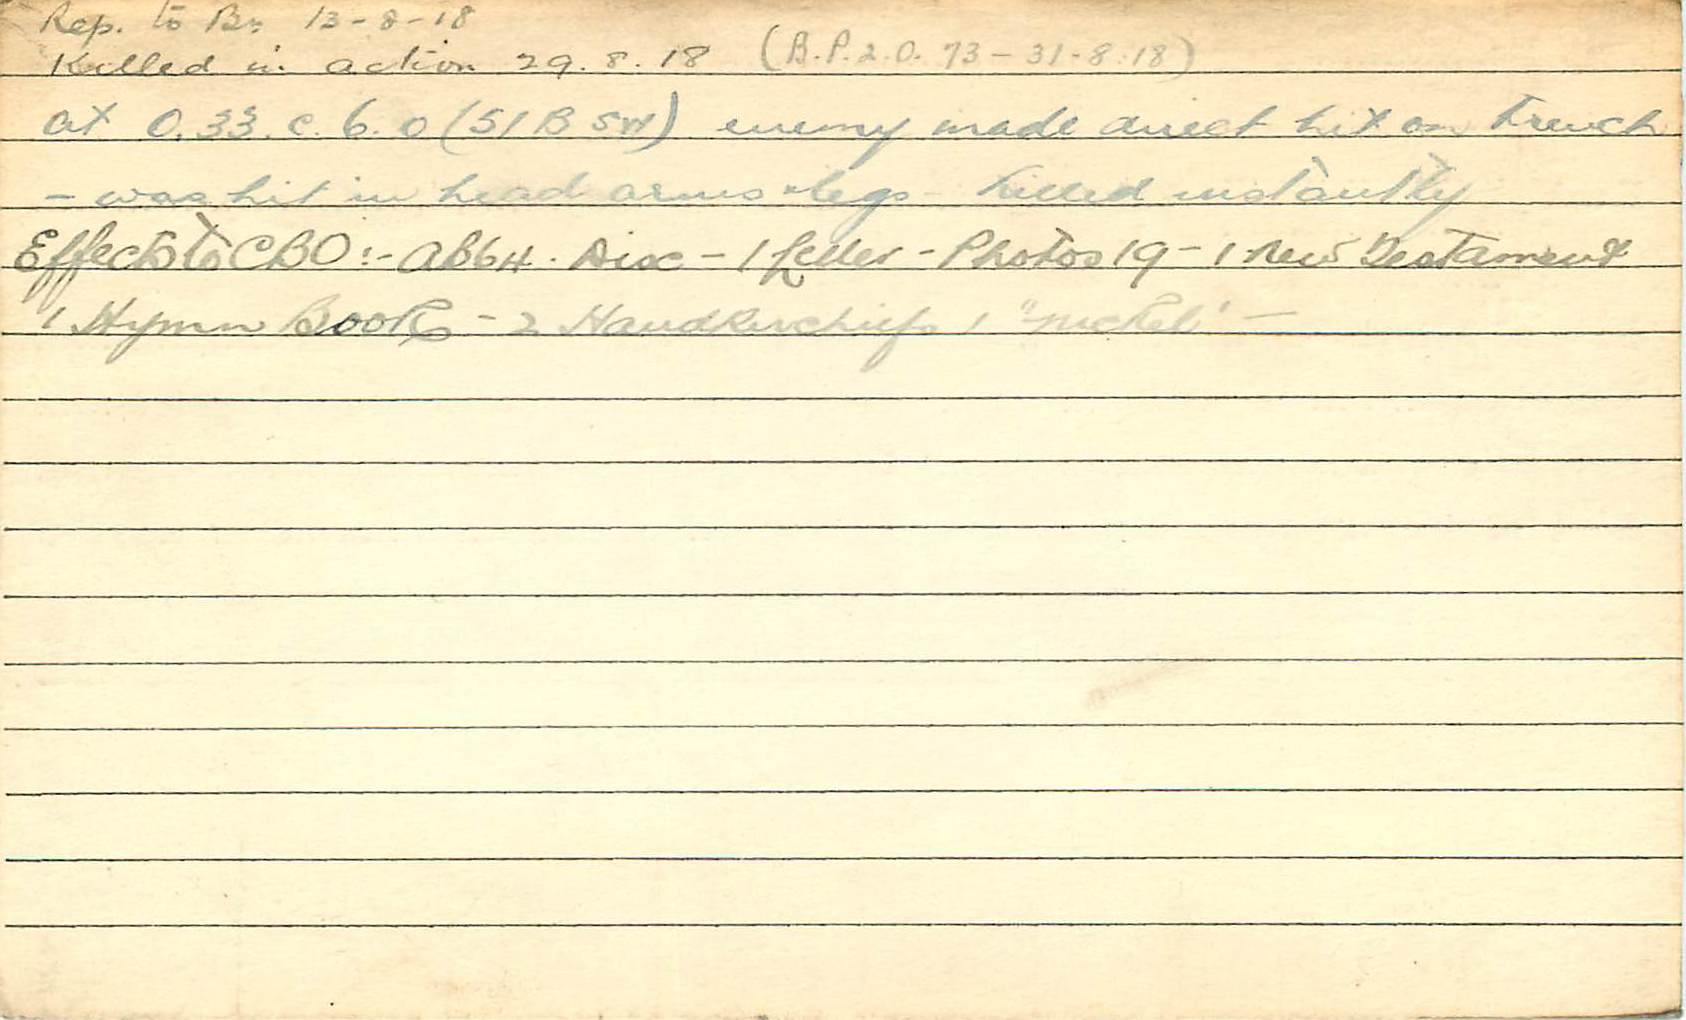 Rep. to Bn 13-8-18
Killed in action 29.8.18 (B.P.2.O. 73-31-8.18)
at O.33.c.6.0 (51B SW) enemy made direct hit on trench
- was hit in head arms & legs - killed instantly
Effects to CBO:- AB64. Disc - 1 Letter - Photos 19 - 1 New Testament
1 Hymn Book - 2 Handkerchiefs 1 "nickel" -